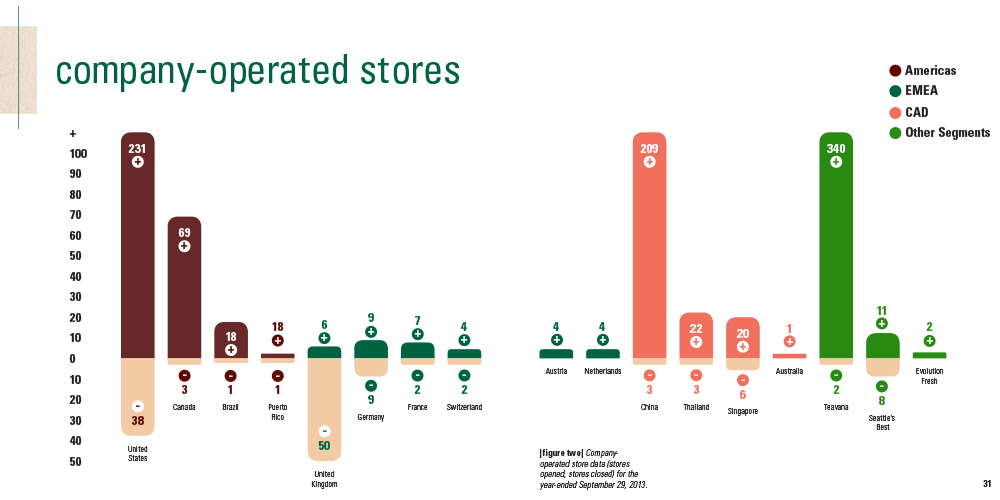 company-operated stores
Americas
EMEA
CAD
Other Segments
+
100
90
80
70
60
50
40
30
20
10
0
10
20
30
40
50
231
+
-
38
United
States
69
+
-
3
Canada
18
+
-
1
Brazil
18
+
-
1
Puerto
Rico
6
+
-
50
United
Kingdom
9
+
-
9
Germany
7
+
-
2
France
4
+
-
2
Switzerland
4
+
Austria
4
+
Netherlands
209
+
-
3
China
22
+
-
3
Thailand
20
+
-
6
Singapore
1
+
Australia
340
+
-
2
Teavana
11
+
-
8
Seattle's
Best
2
+
Evolution
Fresh
|figure two| Company-
operated store data (stores
opened, stores closed) for the
year-ended September 29, 2013.
31